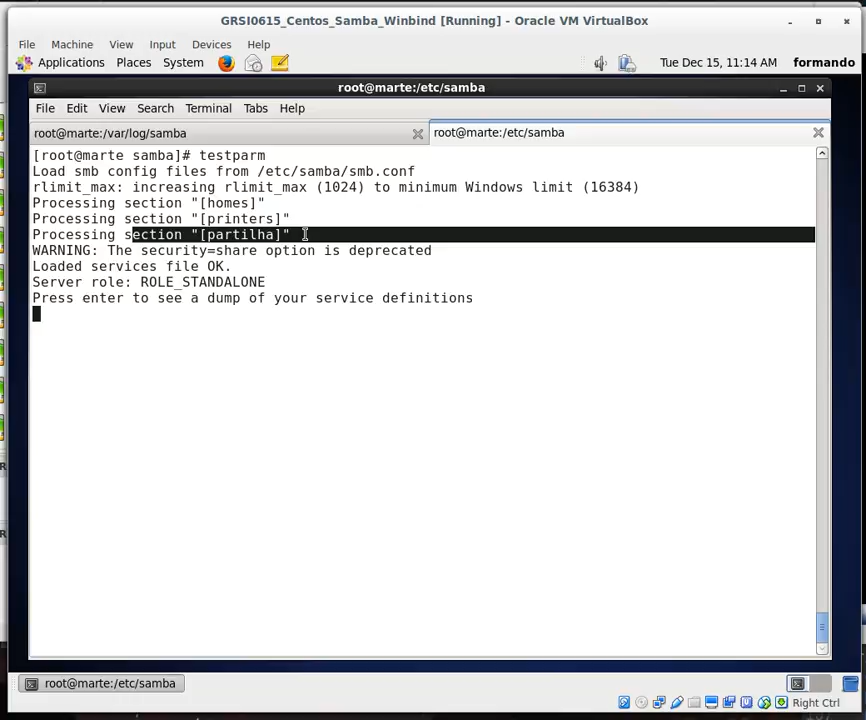 GRSI0615_Centos_Samba_Winbind [Running] - Oracle VM VirtualBox
File Machine View Input Devices Help
Applications Places System Tue Dec 15, 11:14 AM formando
root@marte:/etc/samba
File Edit View Search Terminal Tabs Help
root@marte:/var/log/samba root@marte:/etc/samba
[root@marte samba]# testparm
Load smb config files from /etc/samba/smb.conf
rlimit_max: increasing rlimit_max (1024) to minimum Windows limit (16384)
Processing section "[homes]"
Processing section "[printers]"
Processing section "[partilha]"
WARNING: The security=share option is deprecated
Loaded services file OK.
Server role: ROLE_STANDALONE
Press enter to see a dump of your service definitions
root@marte:/etc/samba
Right Ctrl